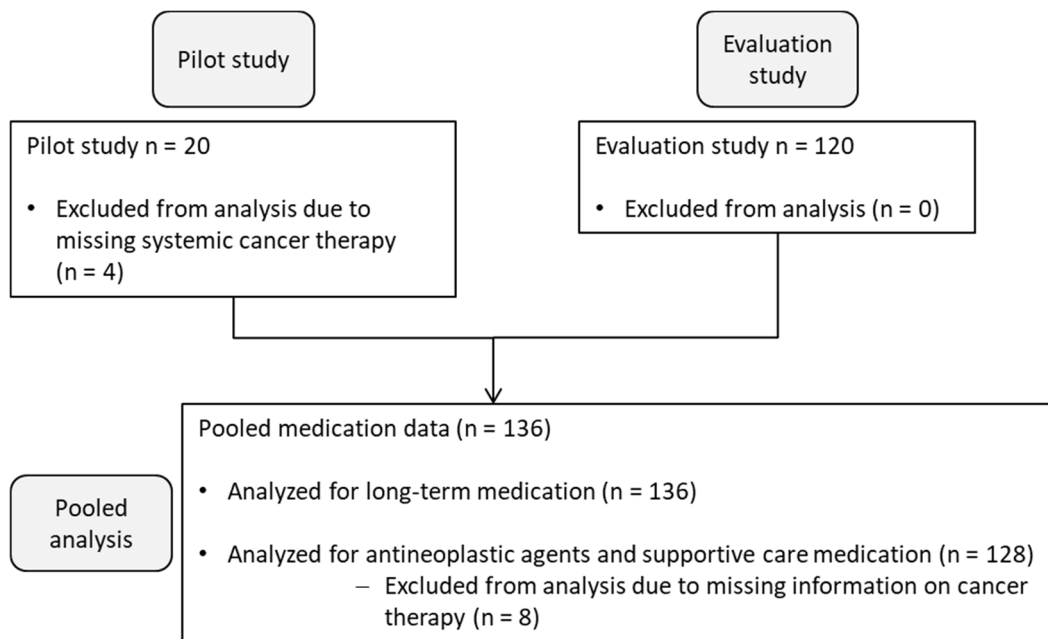 Pilot study
Evaluation
study
Pilot study n = 20
• Excluded from analysis due to
missing systemic cancer therapy
(n = 4)
Evaluation study n = 120
• Excluded from analysis (n = 0)
Pooled
analysis
Pooled medication data (n = 136)
• Analyzed for long-term medication (n = 136)
• Analyzed for antineoplastic agents and supportive care medication (n = 128)
– Excluded from analysis due to missing information on cancer
therapy (n = 8)